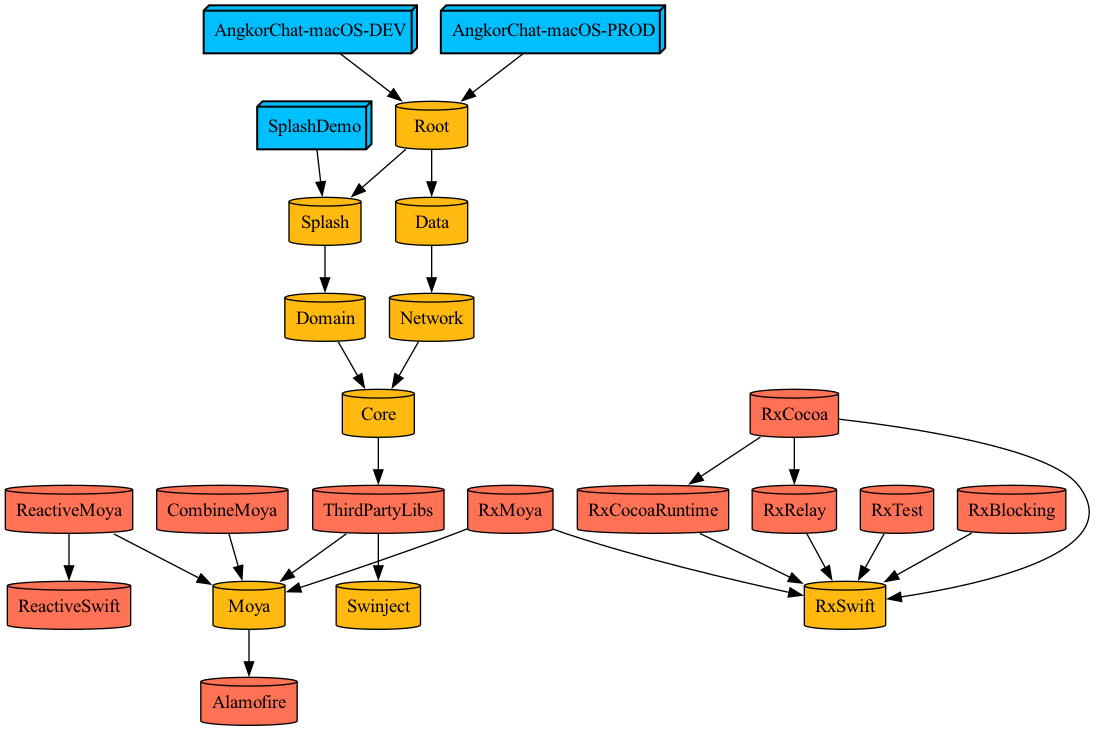 AngkorChat-macOS-DEV
AngkorChat-macOS-PROD
SplashDemo
Root
Splash
Data
Domain
Network
Core
RxCocoa
ReactiveMoya
CombineMoya
ThirdPartyLibs
RxMoya
RxCocoaRuntime
RxRelay
RxTest
RxBlocking
ReactiveSwift
Moya
Swinject
RxSwift
Alamofire